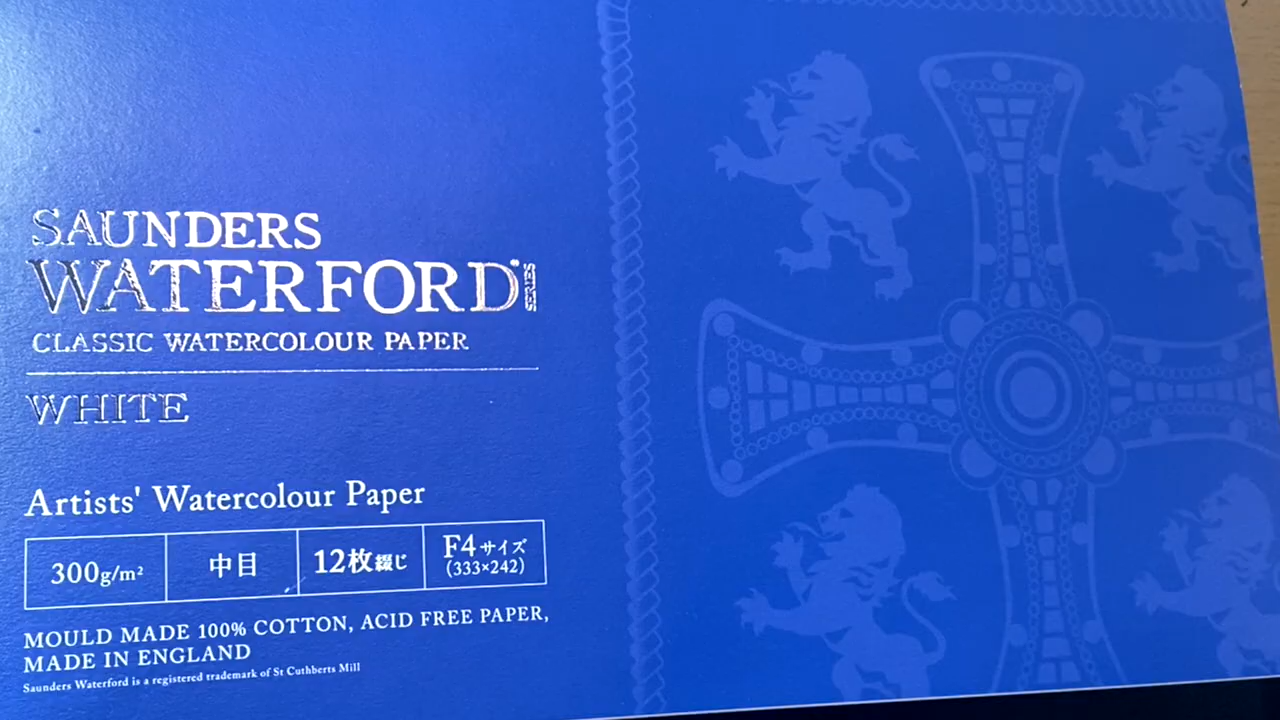 SAUNDERS
WATERFORD® SERIES
CLASSIC WATERCOLOUR PAPER
WHITE
Artists' Watercolour Paper
300g/m² 中目 12枚綴じ F4サイズ
(333×242)
MOULD MADE 100% COTTON, ACID FREE PAPER,
MADE IN ENGLAND
Saunders Waterford is a registered trademark of St Cuthberts Mill